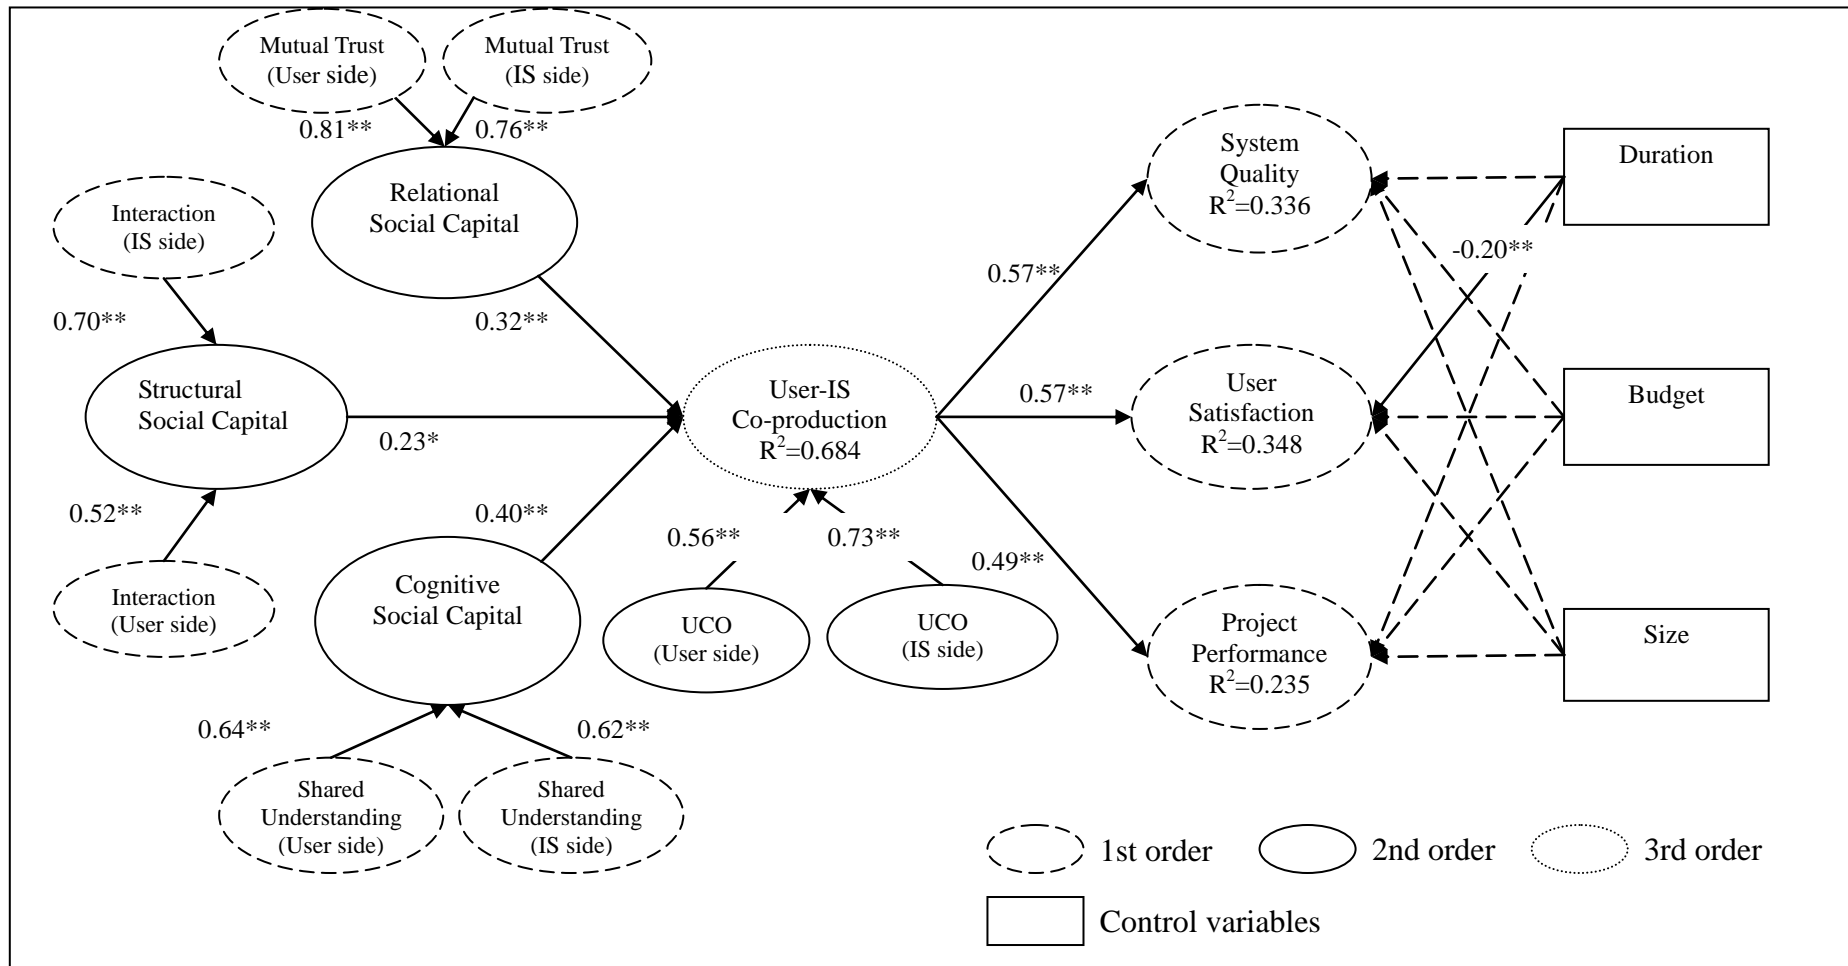 Mutual Trust
(User side)
Mutual Trust
(IS side)
0.81**
0.76**
Relational
Social Capital
Interaction
(IS side)
0.70**
0.32**
Structural
Social Capital
0.23*
0.52**
Interaction
(User side)
0.40**
Cognitive
Social Capital
0.64**
0.62**
Shared
Understanding
(User side)
Shared
Understanding
(IS side)
User-IS
Co-production
R²=0.684
0.56**
0.73**
UCO
(User side)
UCO
(IS side)
0.57**
0.57**
0.49**
System
Quality
R²=0.336
User
Satisfaction
R²=0.348
Project
Performance
R²=0.235
-0.20**
Duration
Budget
Size
1st order
2nd order
3rd order
Control variables